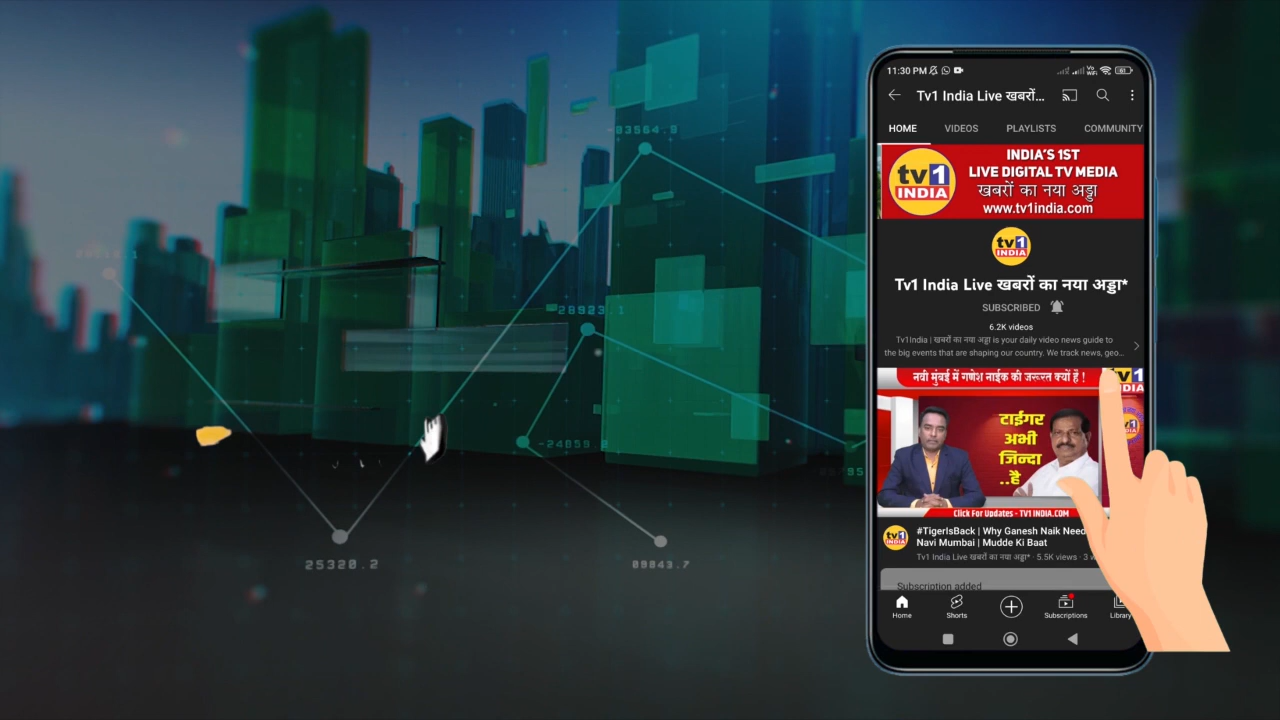 93564.9
-28923.1
-24859.2
25320.2
89843.7
11:30 PM
Tv1 India Live खबरों...
HOME VIDEOS PLAYLISTS COMMUNITY
tv1
INDIA
INDIA'S 1ST
LIVE DIGITAL TV MEDIA
खबरों का नया अड्डा
www.tv1india.com
tv1
INDIA
Tv1 India Live खबरों का नया अड्डा*
SUBSCRIBED
6.2K videos
Tv1India | खबरों का नया अड्डा is your daily video news guide to
the big events that are shaping our country. We track news, geo...
नवी मुंबई में गणेश नाईक की जरूरत क्यों है !
टाईगर
अभी
जिन्दा
..है
Click For Updates - TV1 INDIA.COM
tv1
INDIA
#TigerIsBack | Why Ganesh Naik Need
Navi Mumbai | Mudde Ki Baat
Tv1 India Live खबरों का नया अड्डा* · 5.5K views · 3
Subscription added
Home Shorts Subscriptions Library